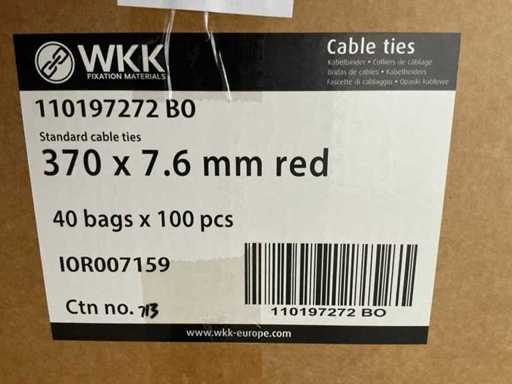 WKK
FIXATION MATERIALS
Cable ties
Kabelbinder • Colliers de câblage
Bridas de cables • Kabelbinders
Fascette di cablaggio • Opaski kablowe
110197272 BO
Standard cable ties
370 x 7.6 mm red
40 bags x 100 pcs
IOR007159
Ctn no. 713
110197272 BO
www.wkk-europe.com